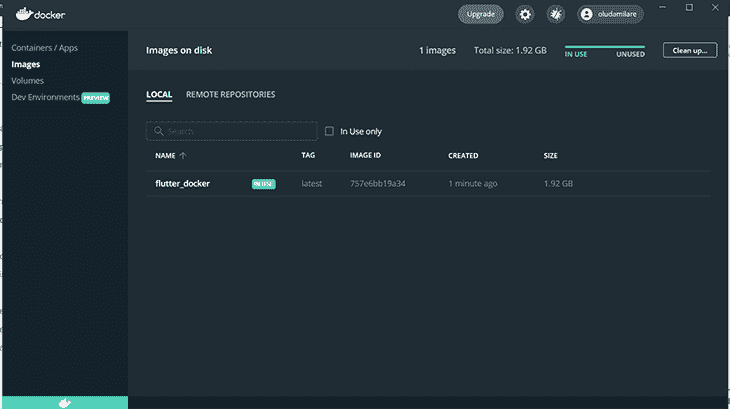 docker
Upgrade
oludamilare
Containers / Apps
Images
Volumes
Dev Environments PREVIEW
Images on disk
1 images
Total size: 1.92 GB
IN USE
UNUSED
Clean up...
LOCAL
REMOTE REPOSITORIES
Search
In Use only
NAME TAG IMAGE ID CREATED SIZE
flutter_docker IN USE latest 757e6bb19a34 1 minute ago 1.92 GB